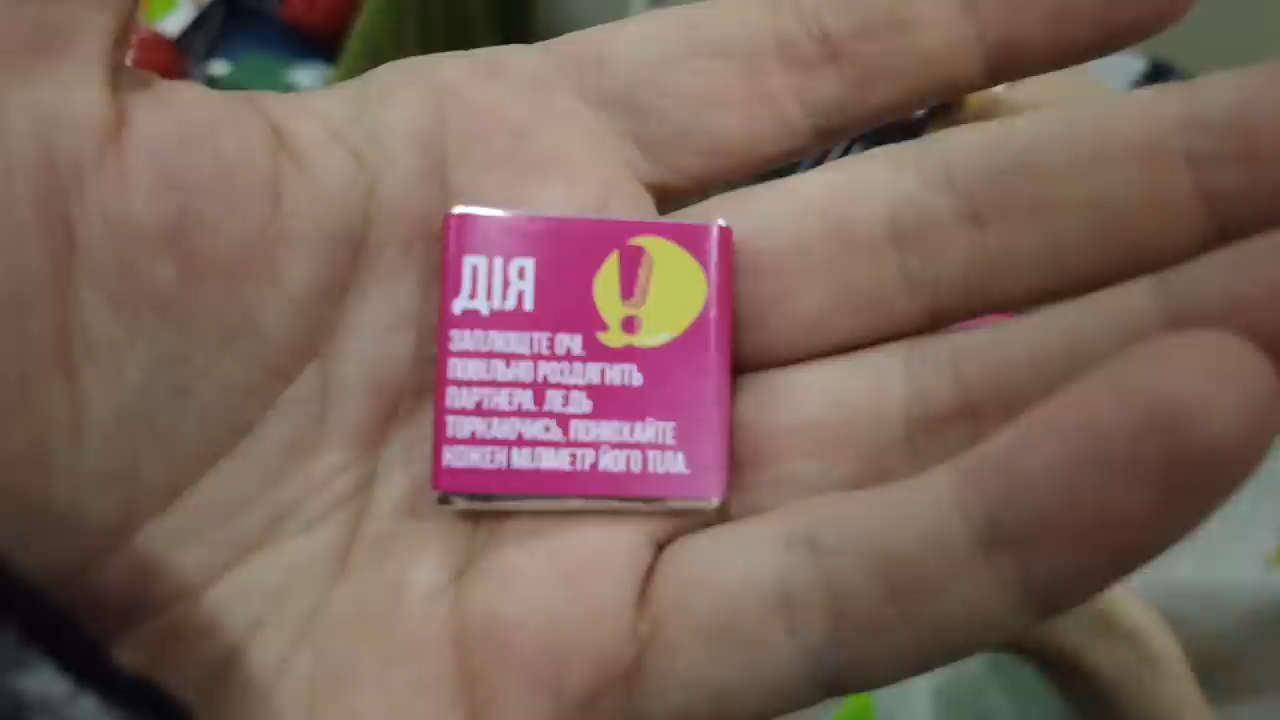 ДІЯ
ЗАПЛЮЩТЕ ОЧІ.
ПОВІЛЬНО РОЗДЯГНІТЬ
ПАРТНЕРА. ЛЕДЬ
ТОРКАЮЧИСЬ, ПОНЮХАЙТЕ
КОЖЕН МІЛІМЕТР ЙОГО ТІЛА.